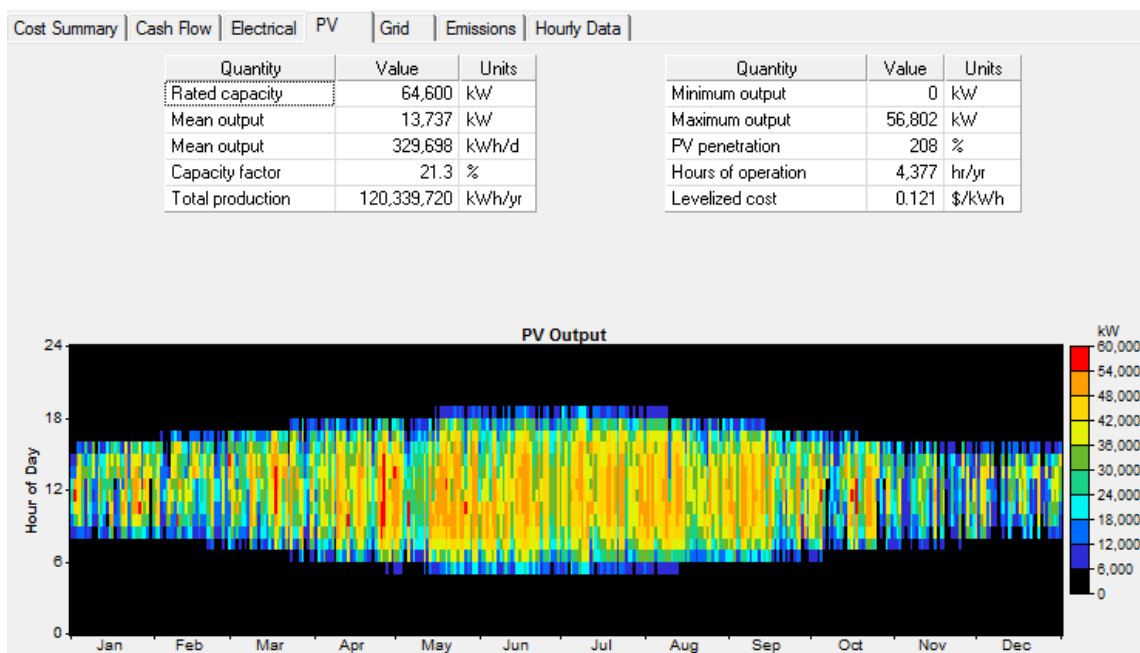 Cost Summary Cash Flow Electrical PV Grid Emissions Hourly Data
Quantity Value Units
Rated capacity 64,600 kW
Mean output 13,737 kW
Mean output 329,698 kWh/d
Capacity factor 21.3 %
Total production 120,339,720 kWh/yr
Quantity Value Units
Minimum output 0 kW
Maximum output 56,802 kW
PV penetration 208 %
Hours of operation 4,377 hr/yr
Levelized cost 0.121 $/kWh
PV Output
24
18
12
6
0
Hour of Day
Jan Feb Mar Apr May Jun Jul Aug Sep Oct Nov Dec
kW
60,000
54,000
48,000
42,000
36,000
30,000
24,000
18,000
12,000
6,000
0